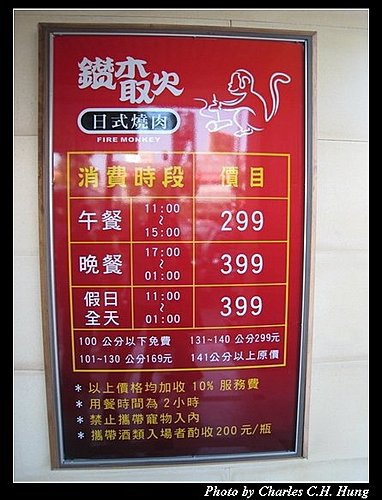 鑽木取火
日式燒肉
FIRE MONKEY
消費時段 價目
午餐 11:00 ~ 15:00 299
晚餐 17:00 ~ 01:00 399
假日全天 11:00 ~ 01:00 399
100 公分以下免費 131~140 公分299元
101~130 公分169元 141公分以上原價
* 以上價格均加收 10% 服務費
* 用餐時間為 2小時
* 禁止攜帶寵物入內
* 攜帶酒類入場者酌收200元/瓶
Photo by Charles C.H. Hung